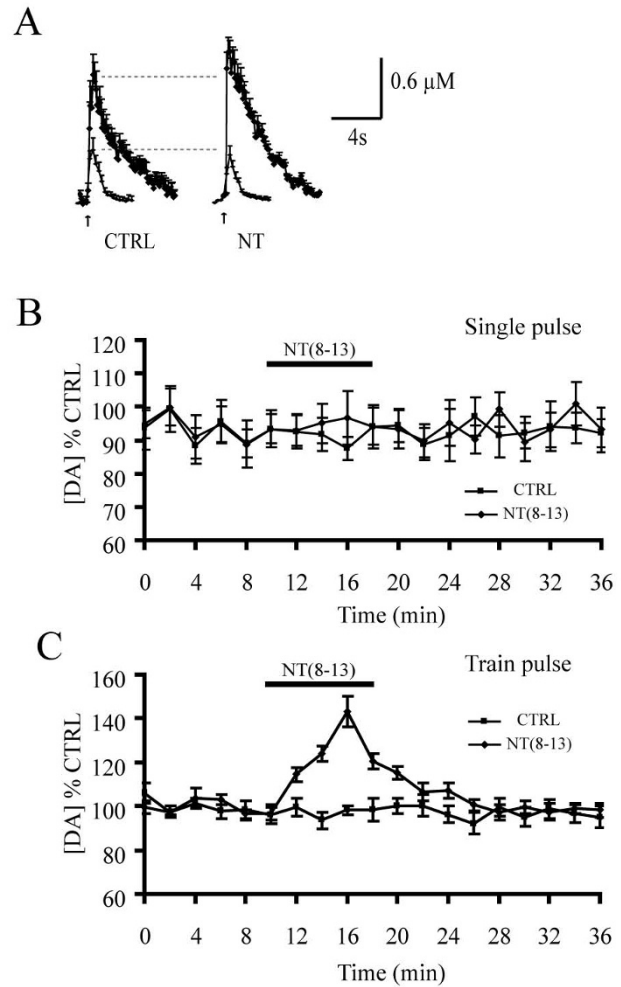 A
0.6 μM
4s
↑ ↑
CTRL NT
B
Single pulse
NT(8-13)
[DA] % CTRL
120
110
100
90
80
70
60
CTRL
NT(8-13)
0 4 8 12 16 20 24 28 32 36
Time (min)
C
Train pulse
NT(8-13)
[DA] % CTRL
160
140
120
100
80
60
CTRL
NT(8-13)
0 4 8 12 16 20 24 28 32 36
Time (min)